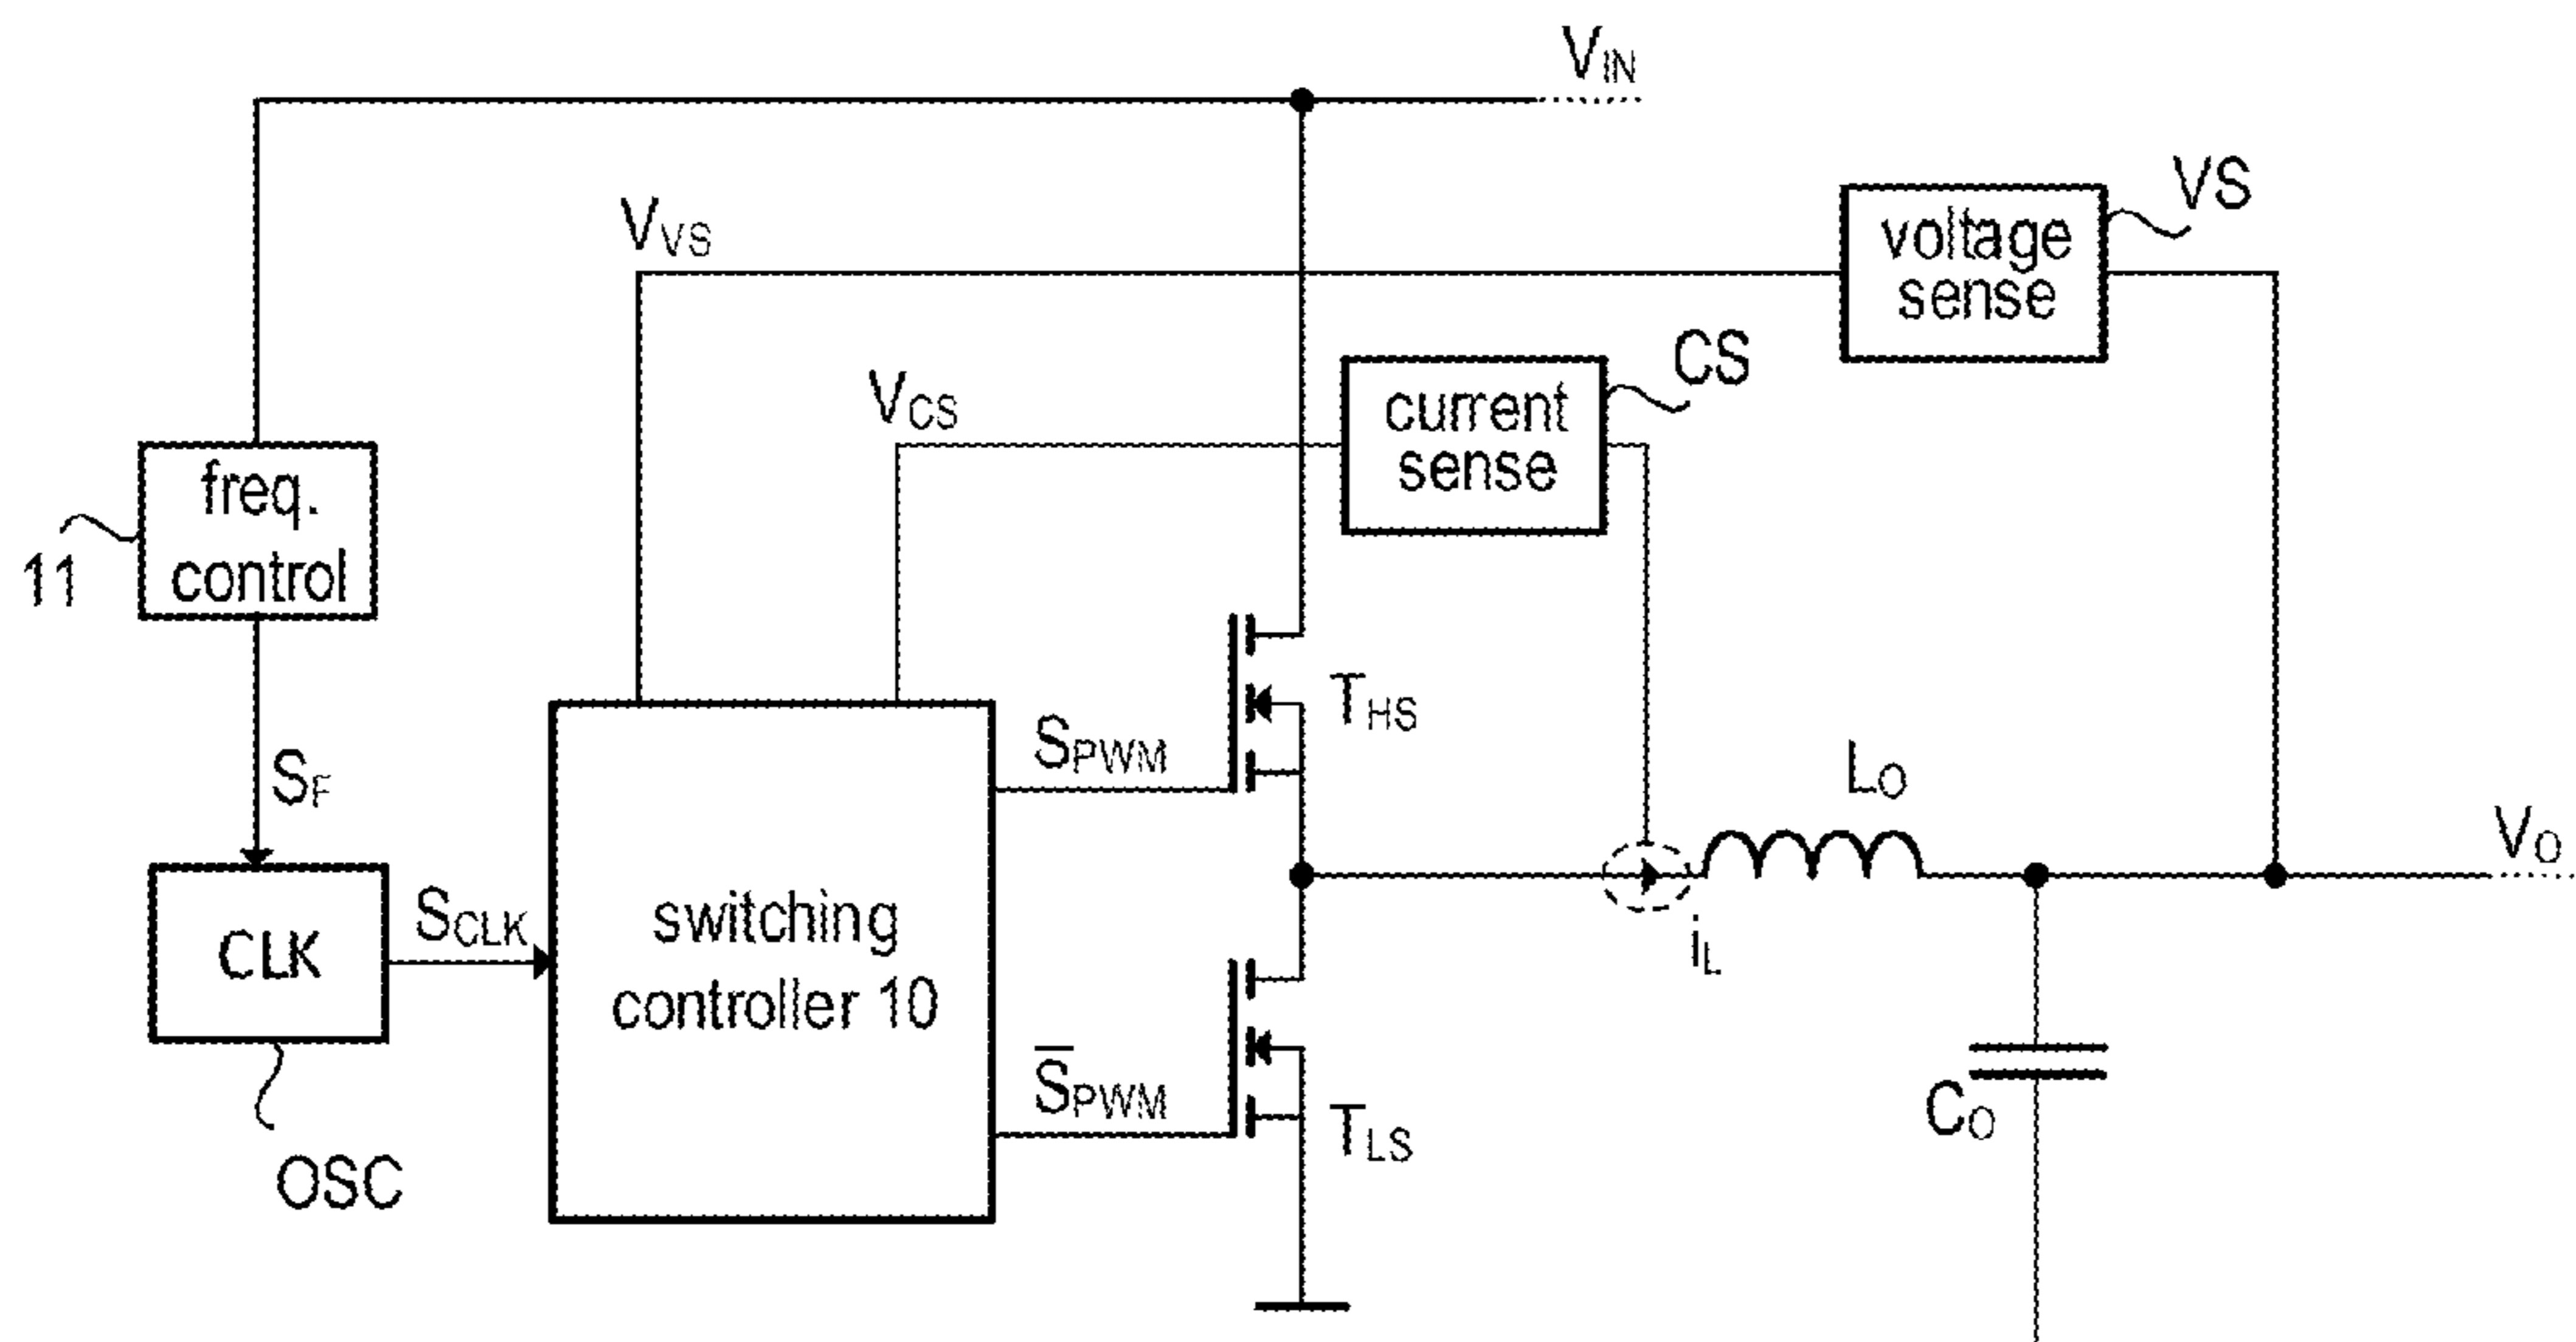 VIN
VS
voltage
sense
VVS
CS
current
sense
VCS
freq.
control
11
THS
SPWM
SF
LO
VO
CLK
SCLK
switching
controller 10
iL
S̅PWM
TLS
CO
OSC